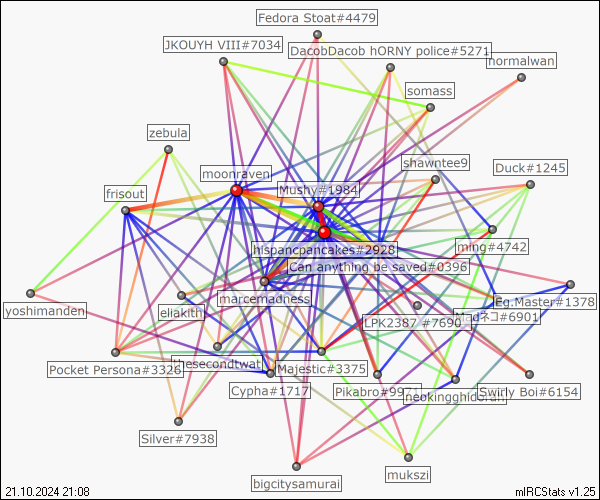 Fedora Stoat#4479
JKOUYH VIII#7034
DacobDacob hORNY police#5271
normalwan
somass
zebula
shawntee9
moonraven
Duck#1245
Mushy#1984
frisout
hispancpancakes#2928
ming#4742
Can anything be saved#0396
marcemadness
Eg.Master#1378
eliakith
yoshimanden
LPK2387 #7690
#6901
thesecondtwat
Pocket Persona#3326
Majestic#3375
Cypha#1717
Pikabro#9971
neokingghidorah
Swirly Boi#6154
Silver#7938
mukszi
bigcitysamurai
21.10.2024 21:08
mIRCStats v1.25